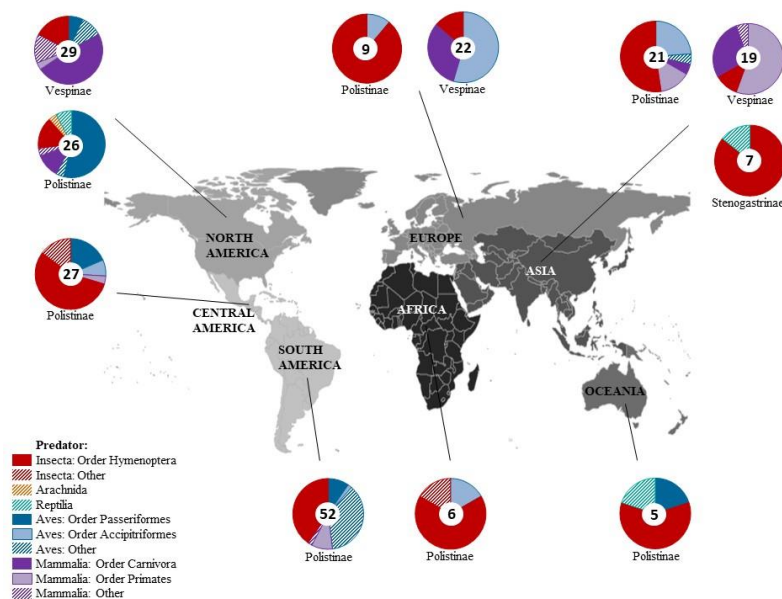 29
Vespinae
26
Polistinae
27
Polistinae
9
Polistinae
22
Vespinae
21
Polistinae
19
Vespinae
7
Stenogastrinae
NORTH
AMERICA
EUROPE
ASIA
AFRICA
CENTRAL
AMERICA
SOUTH
AMERICA
OCEANIA
52
Polistinae
6
Polistinae
5
Polistinae
Predator:
Insecta: Order Hymenoptera
Insecta: Other
Arachnida
Reptilia
Aves: Order Passeriformes
Aves: Order Accipitriformes
Aves: Other
Mammalia: Order Carnivora
Mammalia: Order Primates
Mammalia: Other